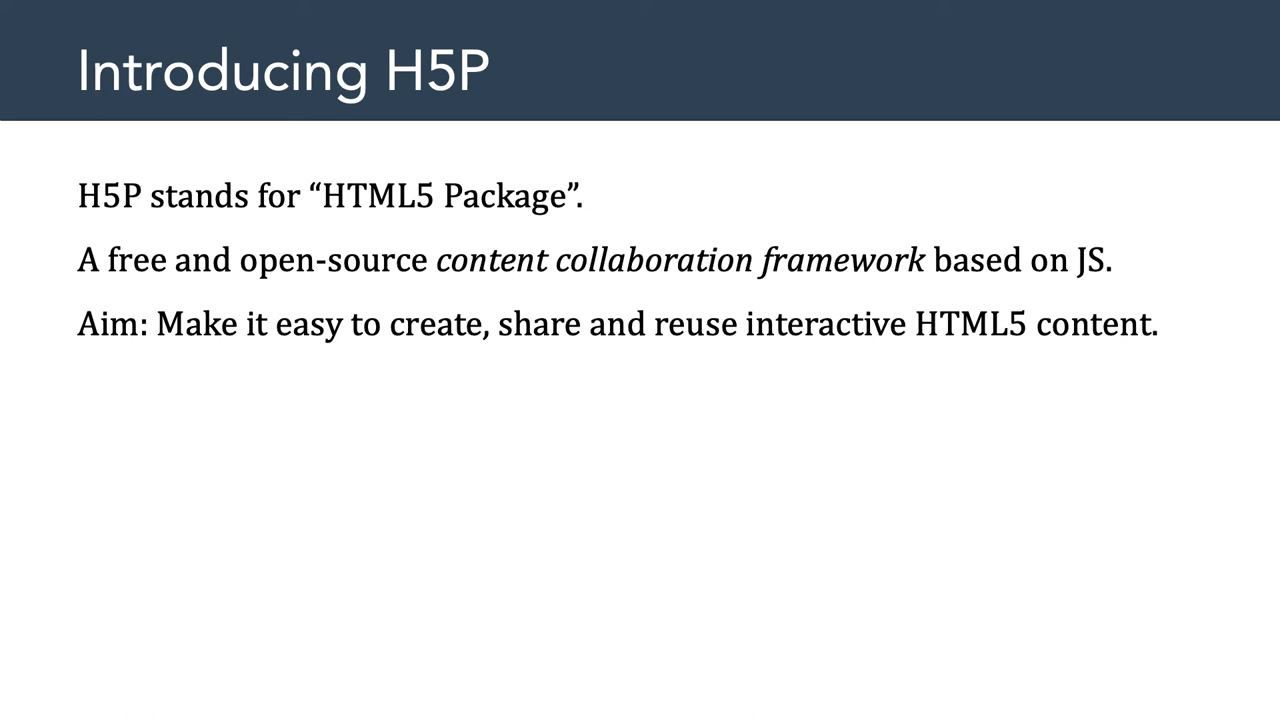 Introducing H5P
H5P stands for “HTML5 Package”.
A free and open-source content collaboration framework based on JS.
Aim: Make it easy to create, share and reuse interactive HTML5 content.